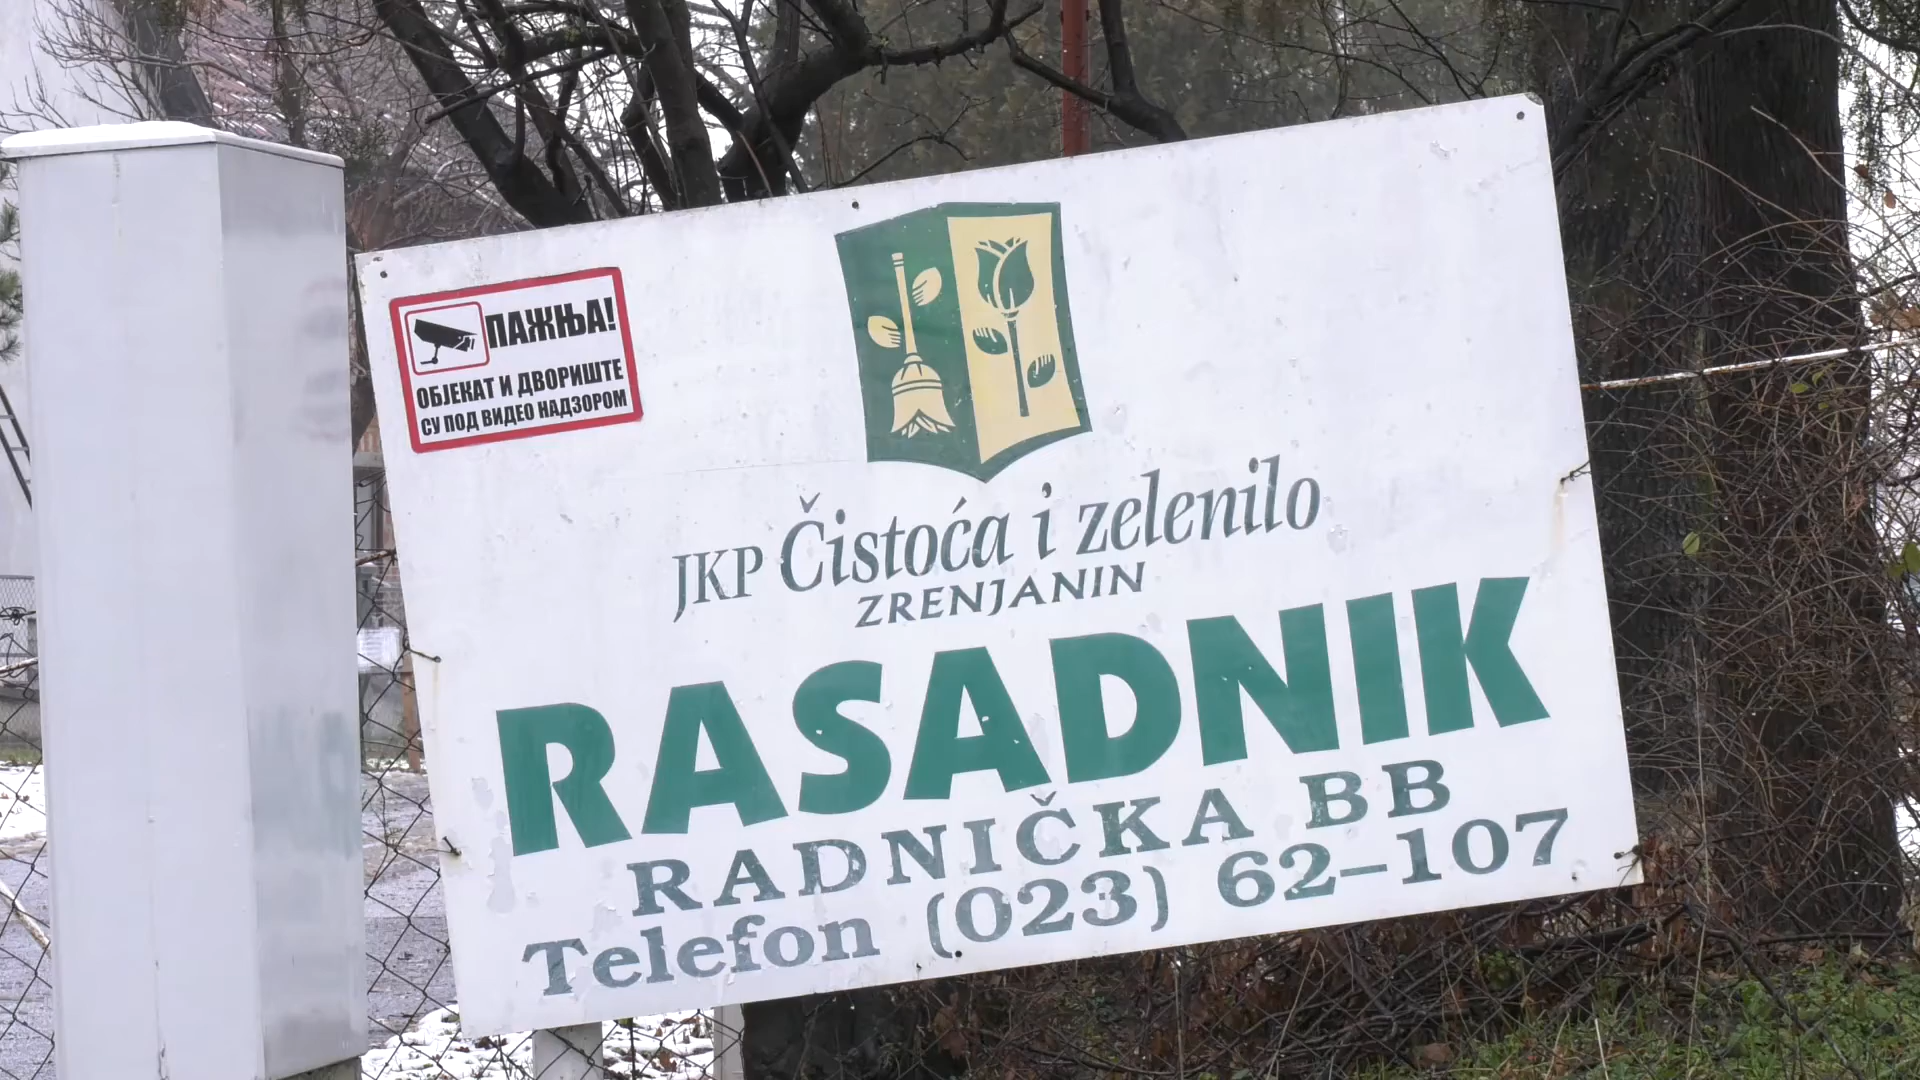 ПАЖЊА!
ОБЈЕКАТ И ДВОРИШТЕ
СУ ПОД ВИДЕО НАДЗОРОМ
JKP Čistoća i zelenilo
ZRENJANIN
RASADNIK
RADNIČKA BB
Telefon (023) 62-107